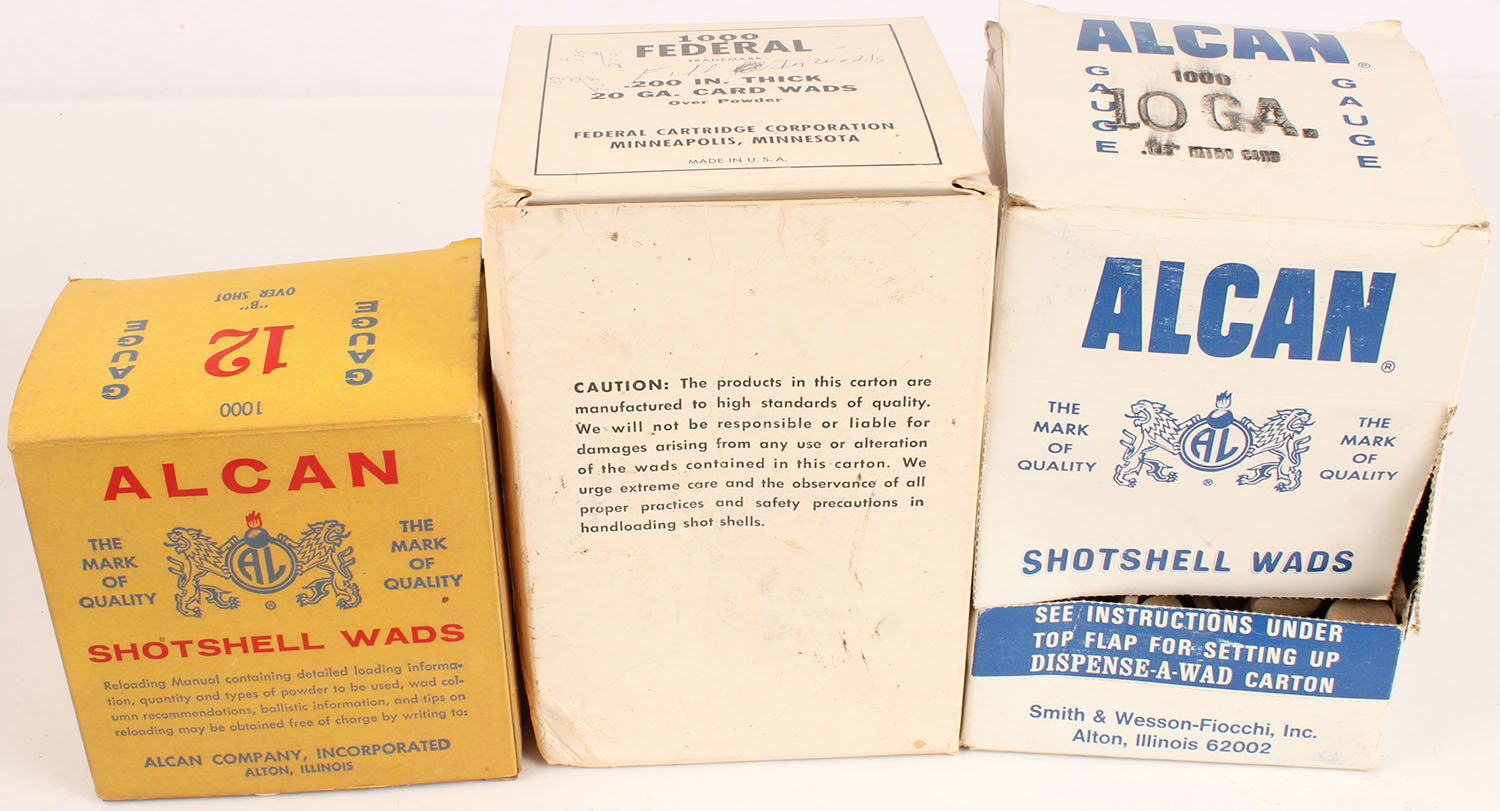 "B"
OVER SHOT
GAUGE
12
GAUGE
1000
ALCAN
THE
MARK
OF
QUALITY
AL
®
THE
MARK
OF
QUALITY
SHOTSHELL WADS
Reloading Manual containing detailed loading informa-
tion, quantity and types of powder to be used, wad col-
umn recommendations, ballistic information, and tips on
reloading may be obtained free of charge by writing to:
ALCAN COMPANY, INCORPORATED
ALTON, ILLINOIS
1000
FEDERAL
TRADEMARK
In Wads
.200 IN. THICK
20 GA. CARD WADS
Over Powder
FEDERAL CARTRIDGE CORPORATION
MINNEAPOLIS, MINNESOTA
MADE IN U.S.A.
CAUTION: The products in this carton are
manufactured to high standards of quality.
We will not be responsible or liable for
damages arising from any use or alteration
of the wads contained in this carton. We
urge extreme care and the observance of all
proper practices and safety precautions in
handloading shot shells.
ALCAN®
GAUGE
1000
10 GA.
NITRO CARD
GAUGE
ALCAN®
THE
MARK
OF
QUALITY
AL
®
THE
MARK
OF
QUALITY
SHOTSHELL WADS
SEE INSTRUCTIONS UNDER
TOP FLAP FOR SETTING UP
DISPENSE-A-WAD CARTON
Smith & Wesson-Fiocchi, Inc.
Alton, Illinois 62002